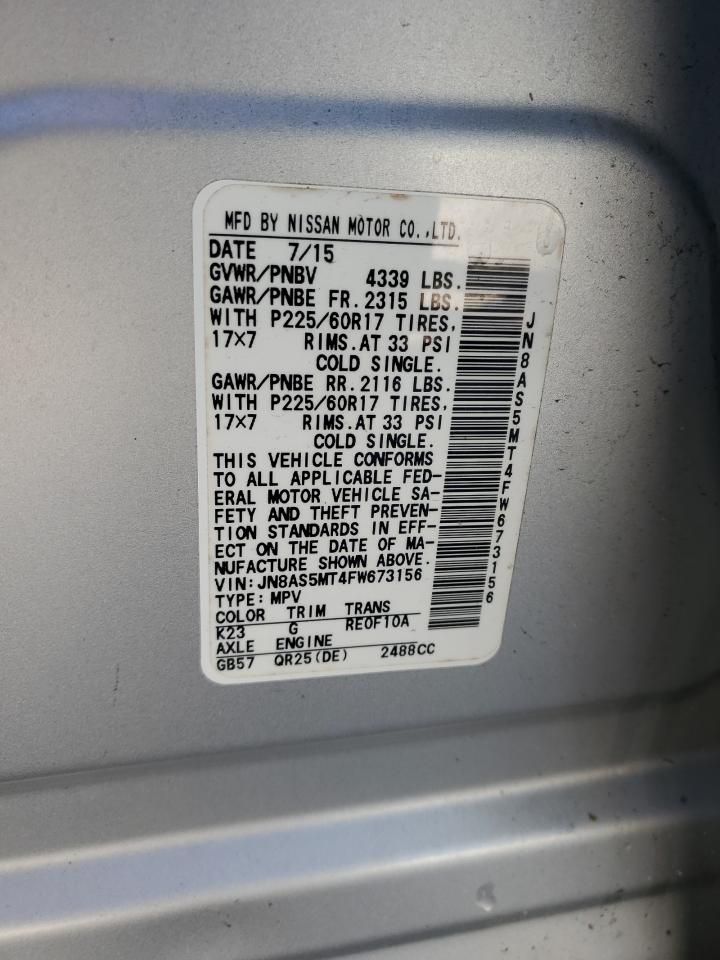 MFD BY NISSAN MOTOR CO.,LTD.
DATE 7/15
GVWR/PNBV 4339 LBS.
GAWR/PNBE FR.2315 LBS.
WITH P225/60R17 TIRES,
17×7 RIMS.AT 33 PSI
COLD SINGLE.
GAWR/PNBE RR.2116 LBS.
WITH P225/60R17 TIRES,
17×7 RIMS.AT 33 PSI
COLD SINGLE.
THIS VEHICLE CONFORMS
TO ALL APPLICABLE FED-
ERAL MOTOR VEHICLE SA-
FETY AND THEFT PREVEN-
TION STANDARDS IN EFF-
ECT ON THE DATE OF MA-
NUFACTURE SHOWN ABOVE.
VIN:JN8AS5MT4FW673156
TYPE:MPV
COLOR TRIM TRANS
K23 G RE0F10A
AXLE ENGINE
GB57 QR25(DE) 2488CC
JN8AS5MT4FW673156